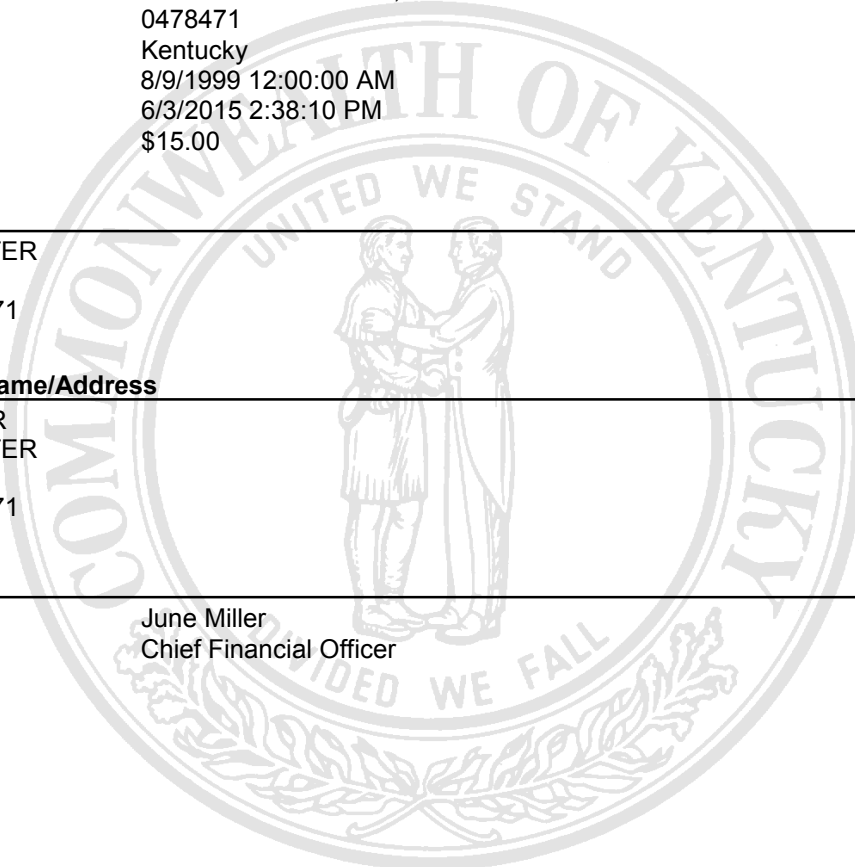 0478471
Kentucky
8/9/1999 12:00:00 AM
6/3/2015 2:38:10 PM
$15.00
ER
71
ame/Address
R
ER
71
June Miller
Chief Financial Officer
COMMONWEALTH OF KENTUCKY
UNITED WE STAND
DIVIDED WE FALL